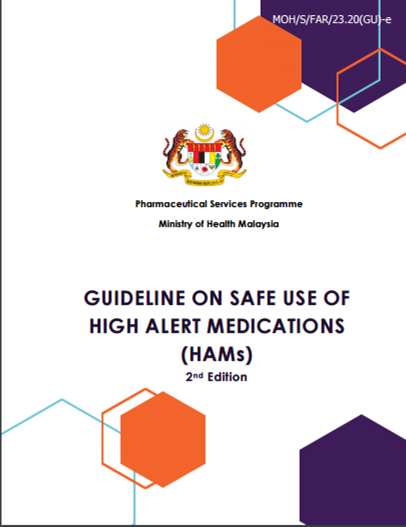 MOH/S/FAR/23.20(GU)-e
Pharmaceutical Services Programme
Ministry of Health Malaysia
GUIDELINE ON SAFE USE OF
HIGH ALERT MEDICATIONS
(HAMs)
2nd Edition